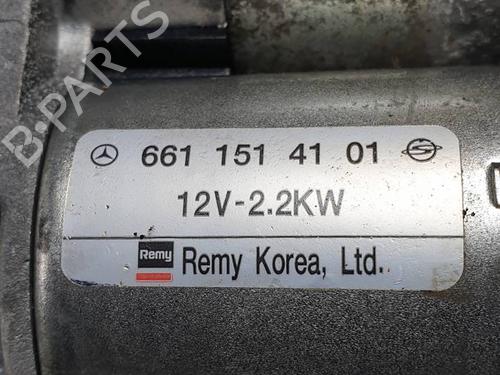 B-PARTS
661 151 41 01
12V-2.2KW
Remy
Remy Korea, Ltd.